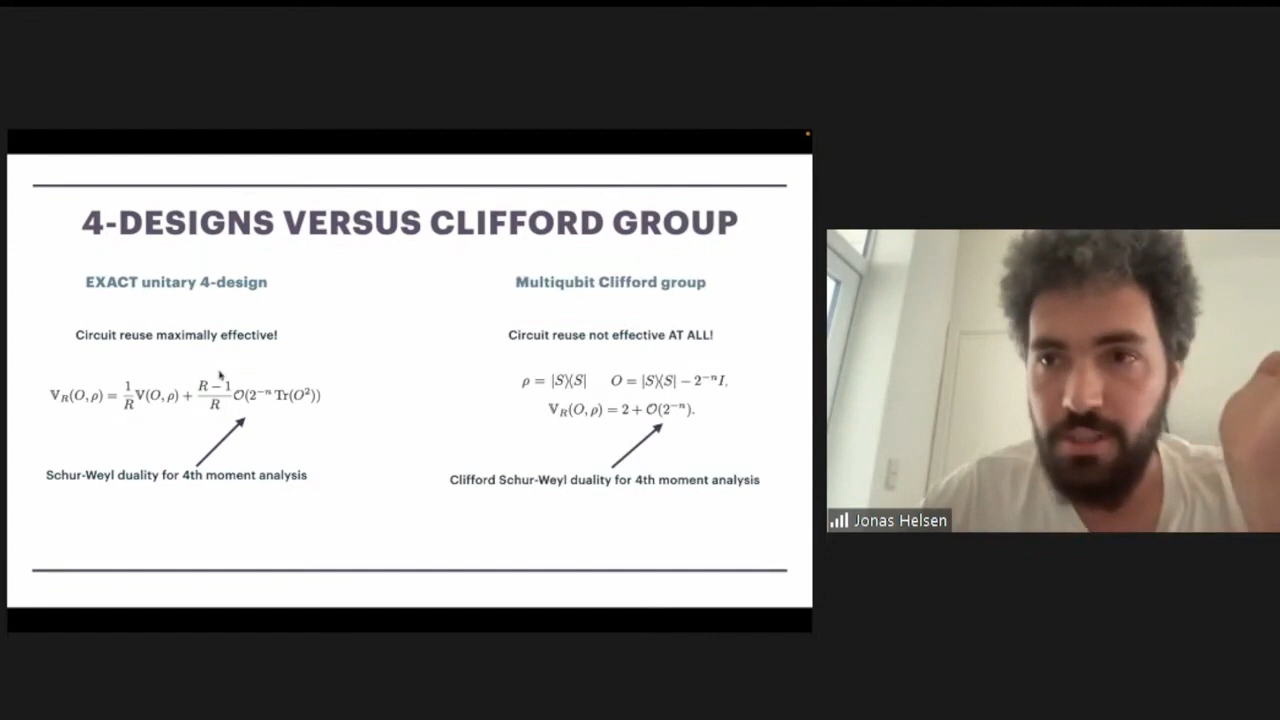 4-DESIGNS VERSUS CLIFFORD GROUP
EXACT unitary 4-design
Circuit reuse maximally effective!
𝕍_R(O, ρ) = 1/R 𝕍(O, ρ) + (R − 1)/R 𝒪(2^{−n} Tr(O²))
Schur-Weyl duality for 4th moment analysis
Multiqubit Clifford group
Circuit reuse not effective AT ALL!
ρ = |S⟩⟨S| O = |S⟩⟨S| − 2^{−n}I,
𝕍_R(O, ρ) = 2 + 𝒪(2^{−n}).
Clifford Schur-Weyl duality for 4th moment analysis
Jonas Helsen